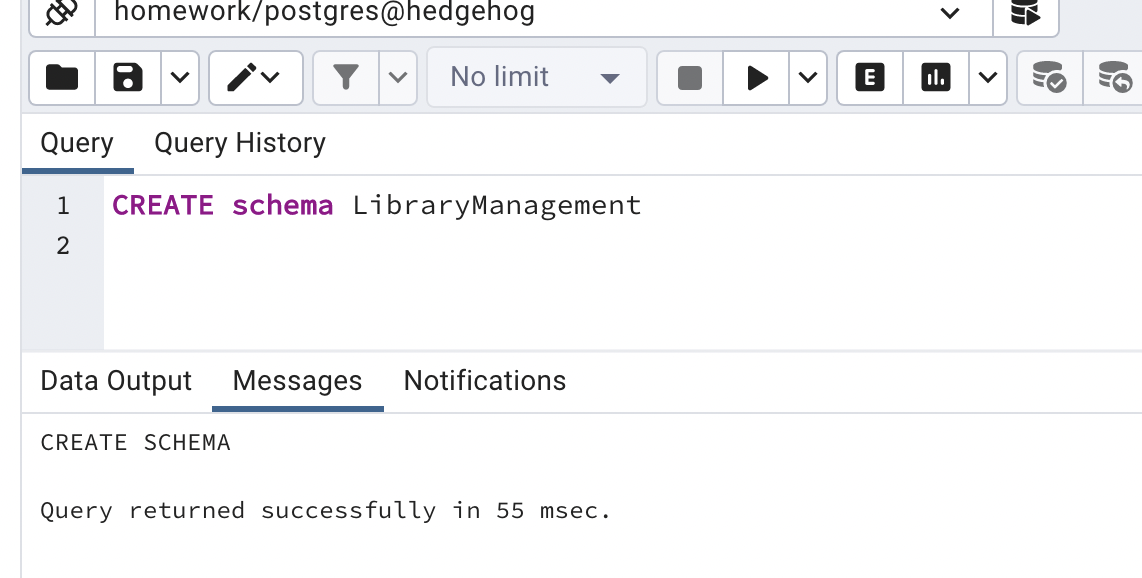 homework/postgres@hedgehog
No limit
E
Query Query History
1 CREATE schema LibraryManagement
2
Data Output Messages Notifications
CREATE SCHEMA
Query returned successfully in 55 msec.